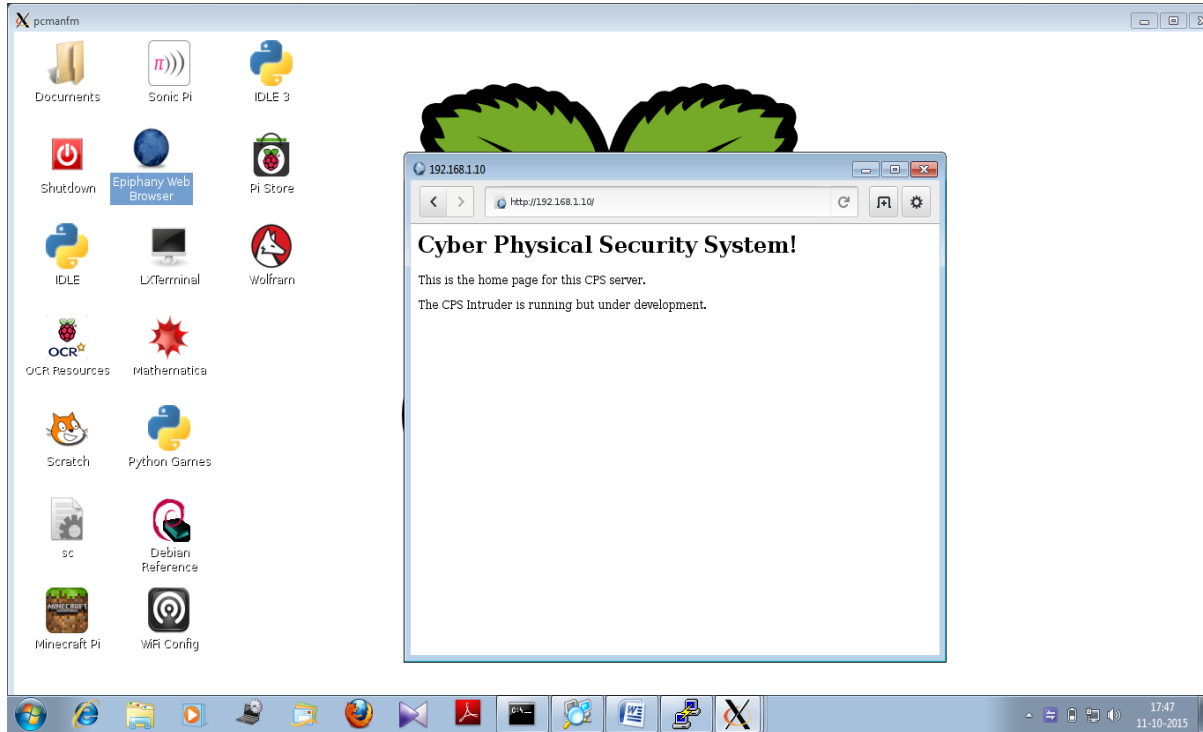 pcmanfm
Documents
Sonic Pi
IDLE 3
π)))
Shutdown
Epiphany Web
Browser
Pi Store
IDLE
LXTerminal
Wolfram
OCR
OCR Resources
Mathematica
Scratch
Python Games
sc
Debian
Reference
MINECRAFT
Minecraft Pi
WiFi Config
192.168.1.10
http://192.168.1.10/
Cyber Physical Security System!
This is the home page for this CPS server.
The CPS Intruder is running but under development.
C:\_
17:47
11-10-2015